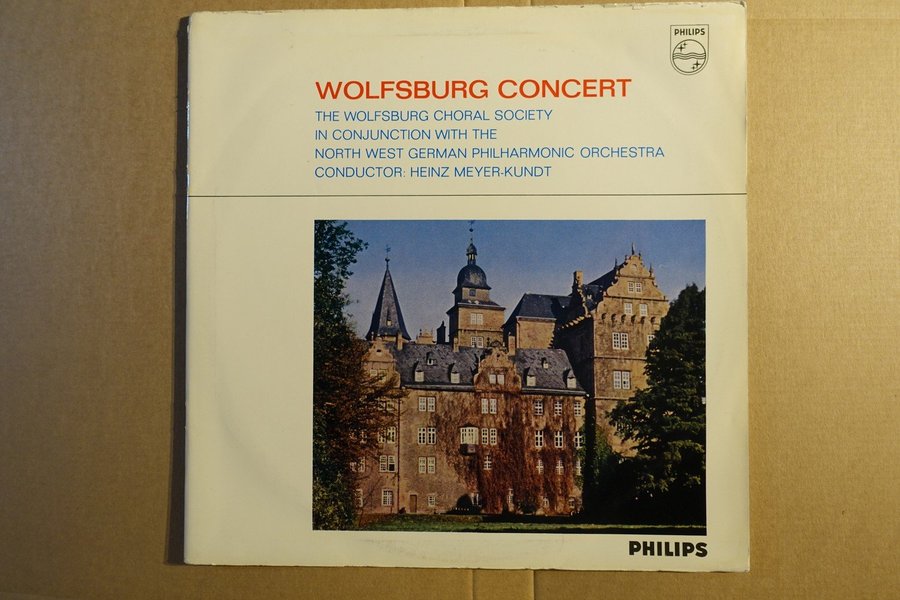 PHILIPS
WOLFSBURG CONCERT
THE WOLFSBURG CHORAL SOCIETY
IN CONJUNCTION WITH THE
NORTH WEST GERMAN PHILHARMONIC ORCHESTRA
CONDUCTOR: HEINZ MEYER-KUNDT
PHILIPS